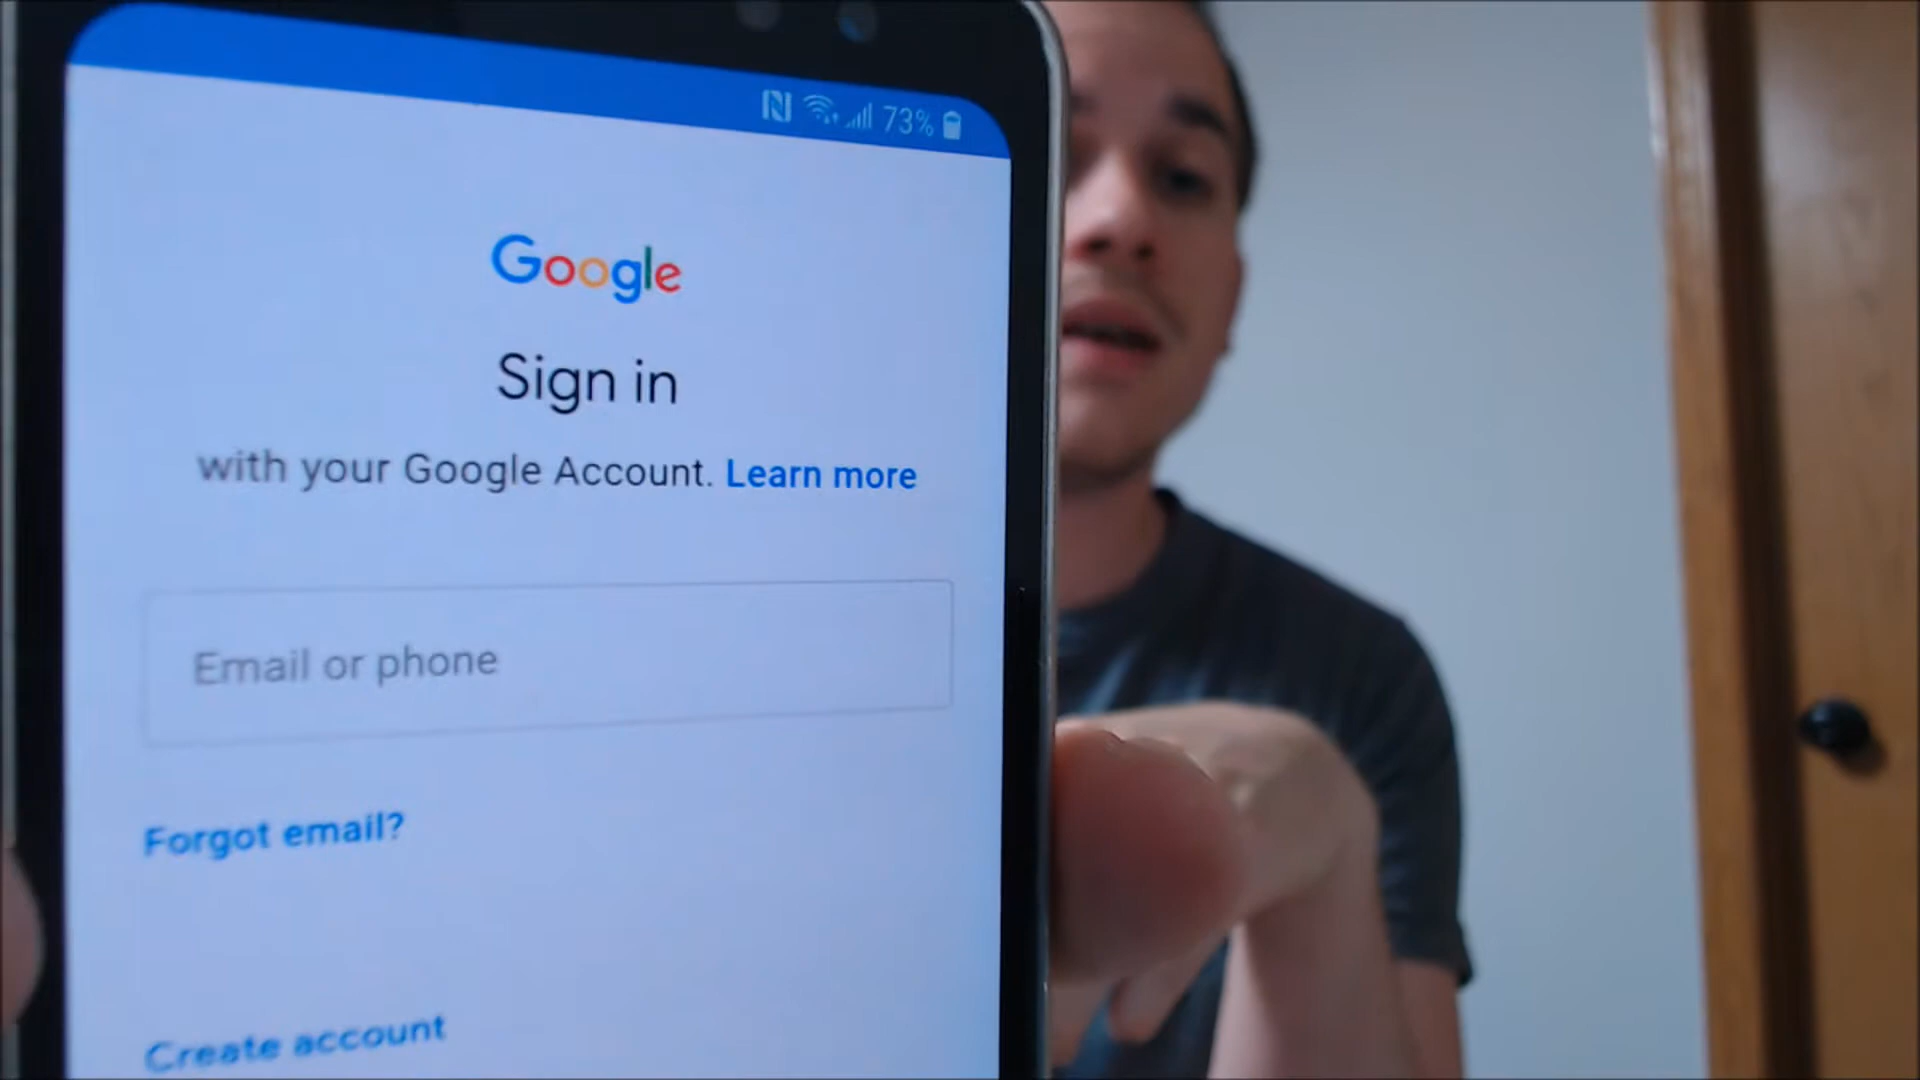 73%
Google
Sign in
with your Google Account. Learn more
Email or phone
Forgot email?
Create account